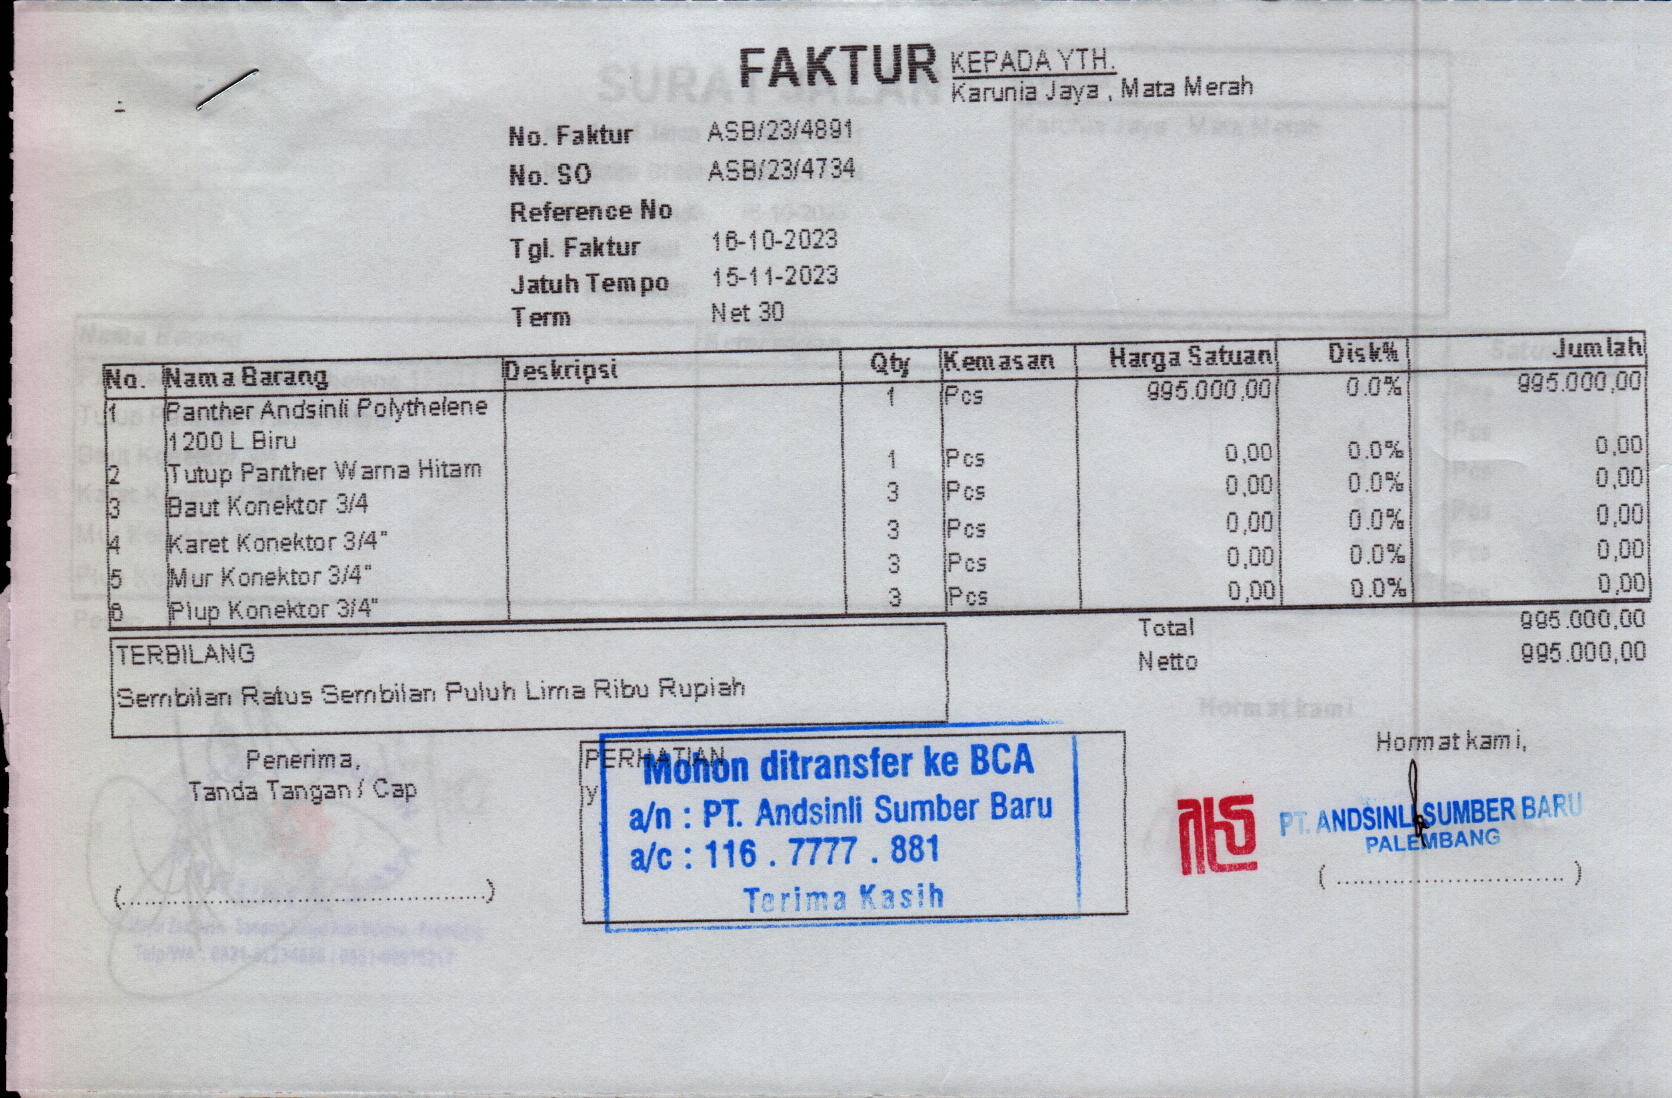 FAKTUR
KEPADA YTH.
Karunia Jaya , Mata Merah
No. Faktur ASB/23/4891
No. SO ASB/23/4734
Reference No
Tgl. Faktur 16-10-2023
Jatuh Tempo 15-11-2023
Term Net 30
No. Nama Barang Deskripsi Qty Kemasan Harga Satuan Disk% Jumlah
1 Panther Andsinli Polythelene 1 Pcs 995.000,00 0.0% 995.000,00
1200 L Biru
2 Tutup Panther Warna Hitam 1 Pcs 0,00 0.0% 0,00
3 Baut Konektor 3/4 3 Pcs 0,00 0.0% 0,00
4 Karet Konektor 3/4" 3 Pcs 0,00 0.0% 0,00
5 Mur Konektor 3/4" 3 Pcs 0,00 0.0% 0,00
6 Plup Konektor 3/4" 3 Pcs 0,00 0.0% 0,00
Total 995.000,00
Netto 995.000,00
TERBILANG
Sembilan Ratus Sembilan Puluh Lima Ribu Rupiah
Penerima,
Tanda Tangan / Cap
(..........................................)
PERHATIAN
y
Mohon ditransfer ke BCA
a/n : PT. Andsinli Sumber Baru
a/c : 116 . 7777 . 881
Terima Kasih
Hormat kami,
PT. ANDSINLI SUMBER BARU
PALEMBANG
( ............................. )